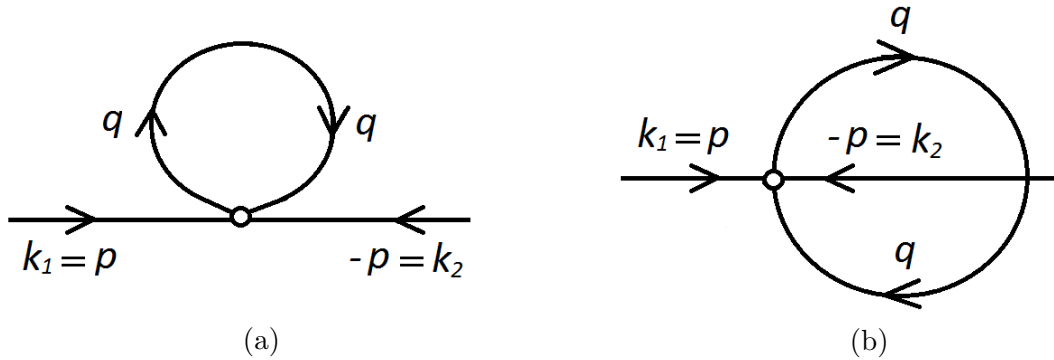 q q
k₁ = p -p = k₂
(a)
q
k₁ = p -p = k₂
q
(b)